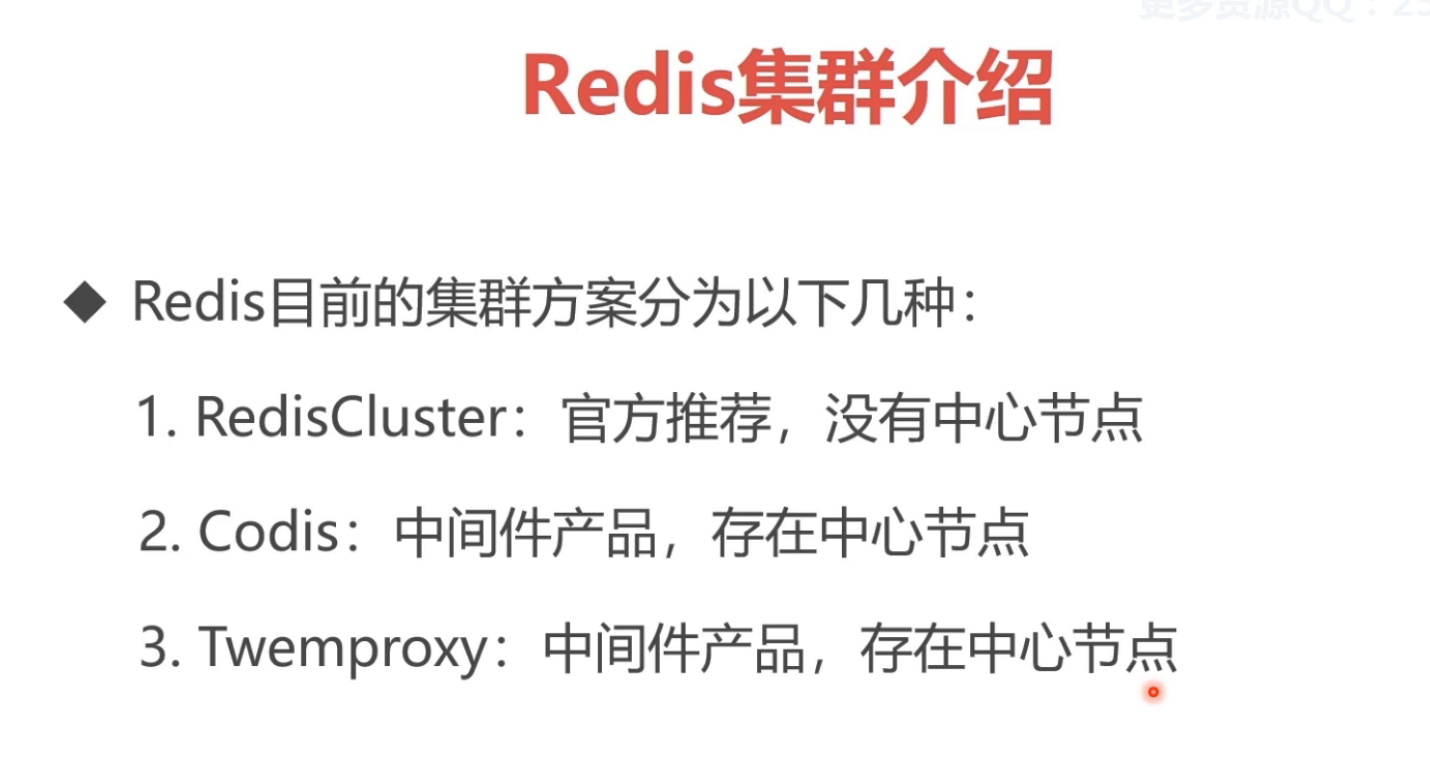 更多资源QQ：25
Redis集群介绍
◆ Redis目前的集群方案分为以下几种：
1. RedisCluster：官方推荐，没有中心节点
2. Codis：中间件产品，存在中心节点
3. Twemproxy：中间件产品，存在中心节点